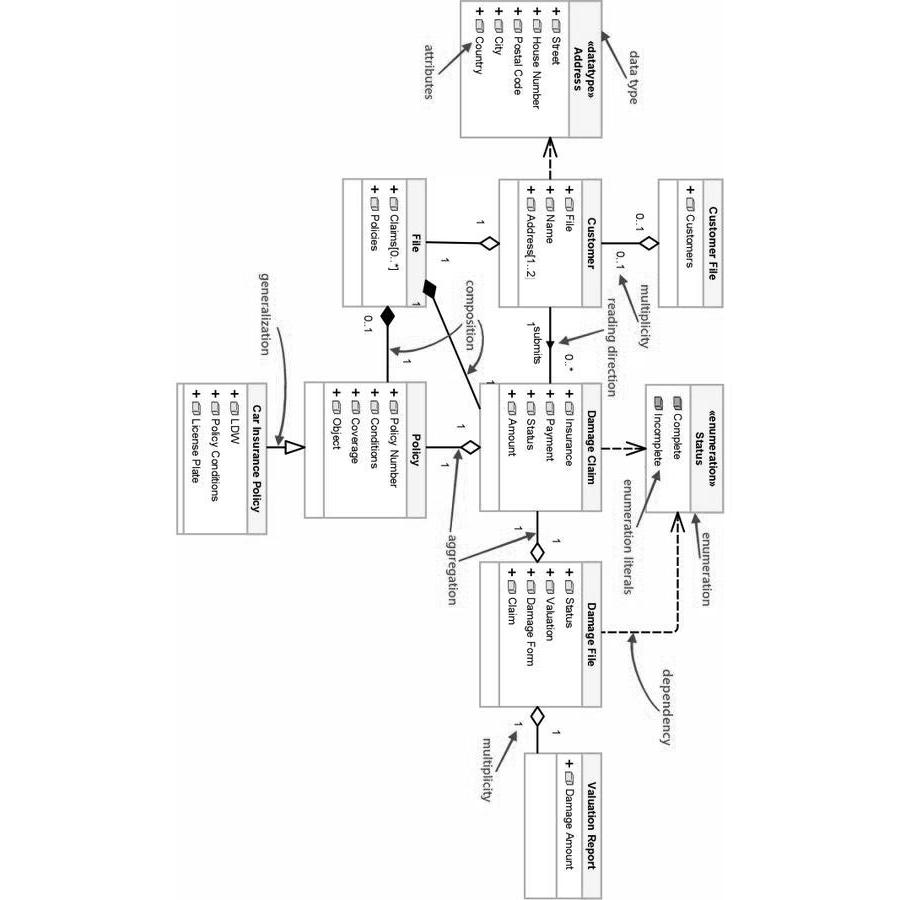 Customer File
+ Customers
«enumeration»
Status
Complete
Incomplete
enumeration
dependency
multiplicity
0..1
0..1
enumeration literals
data type
reading direction
«datatype»
Address
+ Street
+ House Number
+ Postal Code
+ City
+ Country
attributes
Customer
+ File
+ Name
+ Address[1..2]
0..*
submits
1
Damage Claim
+ Insurance
+ Payment
+ Status
+ Amount
1
1
Damage File
+ Status
+ Valuation
+ Damage Form
+ Claim
1
1
multiplicity
Valuation Report
+ Damage Amount
1
1
composition
1
1
1
1
aggregation
File
+ Claims[0..*]
+ Policies
0..1
1
Policy
+ Policy Number
+ Conditions
+ Coverage
+ Object
generalization
Car Insurance Policy
+ LDW
+ Policy Conditions
+ License Plate